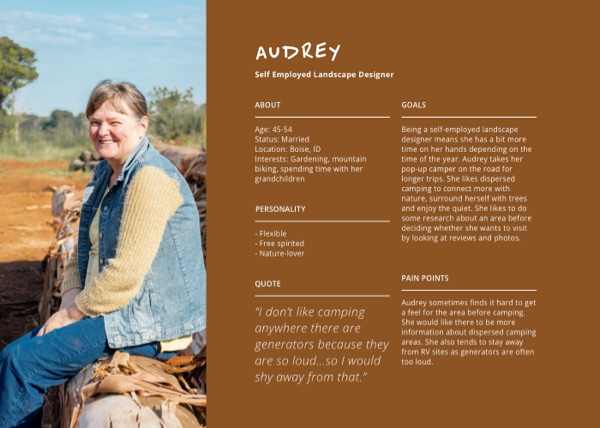 AUDREY
Self Employed Landscape Designer
ABOUT
Age: 45-54
Status: Married
Location: Boise, ID
Interests: Gardening, mountain
biking, spending time with her
grandchildren
PERSONALITY
- Flexible
- Free spirited
- Nature-lover
QUOTE
“I don’t like camping
anywhere there are
generators because they
are so loud...so I would
shy away from that.”
GOALS
Being a self-employed landscape
designer means she has a bit more
time on her hands depending on the
time of the year. Audrey takes her
pop-up camper on the road for
longer trips. She likes dispersed
camping to connect more with
nature, surround herself with trees
and enjoy the quiet. She likes to do
some research about an area before
deciding whether she wants to visit
by looking at reviews and photos.
PAIN POINTS
Audrey sometimes finds it hard to get
a feel for the area before camping.
She would like there to be more
information about dispersed camping
areas. She also tends to stay away
from RV sites as generators are often
too loud.